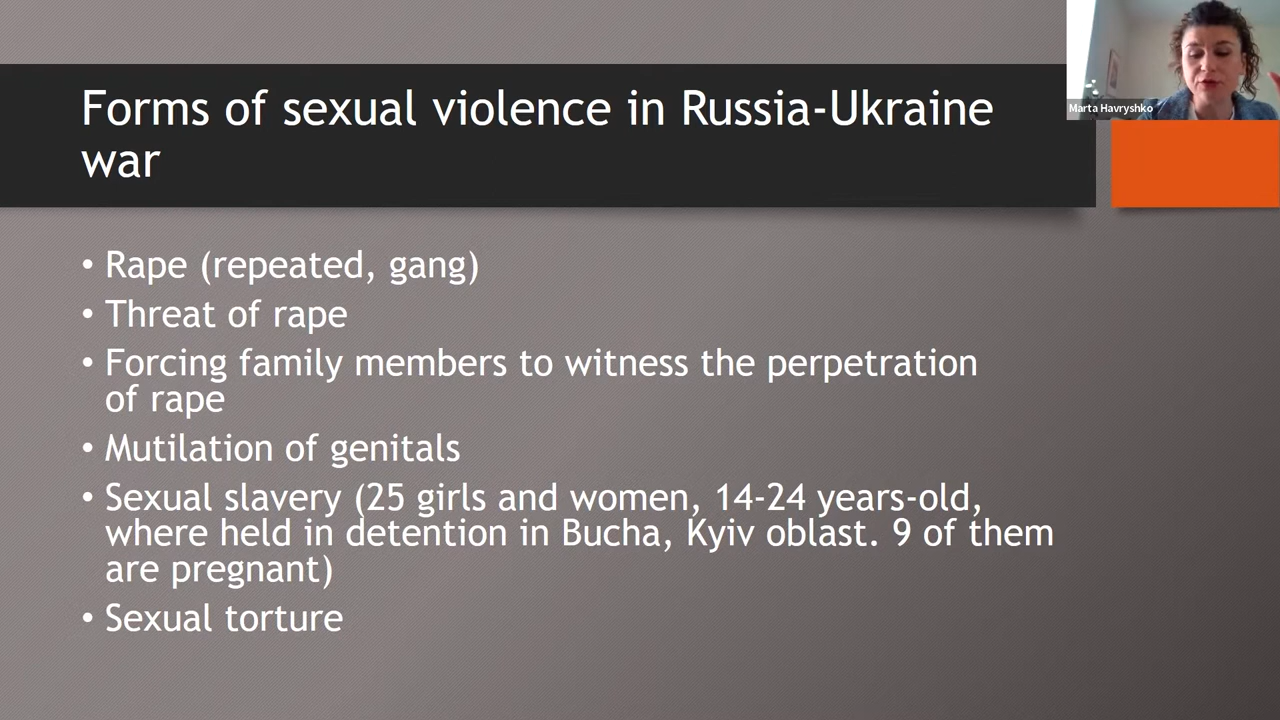 Marta Havryshko
Forms of sexual violence in Russia-Ukraine
war
• Rape (repeated, gang)
• Threat of rape
• Forcing family members to witness the perpetration
of rape
• Mutilation of genitals
• Sexual slavery (25 girls and women, 14-24 years-old,
where held in detention in Bucha, Kyiv oblast. 9 of them
are pregnant)
• Sexual torture